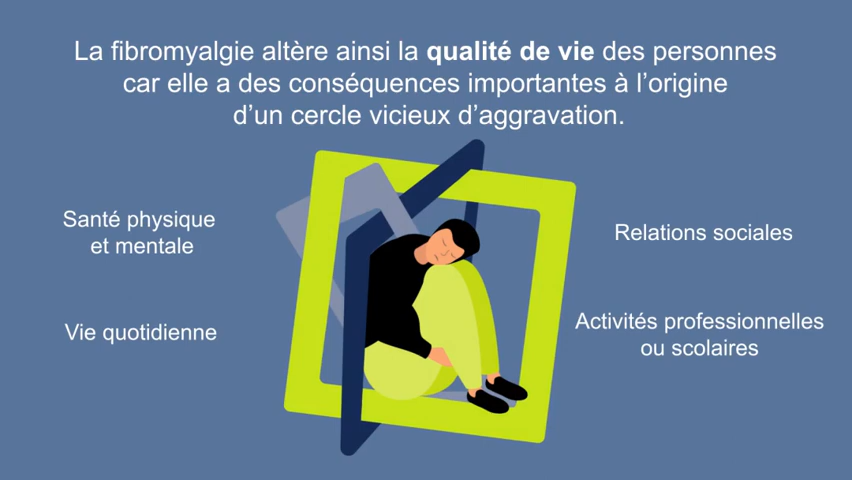 La fibromyalgie altère ainsi la qualité de vie des personnes
car elle a des conséquences importantes à l’origine
d’un cercle vicieux d’aggravation.
Santé physique
et mentale
Relations sociales
Vie quotidienne
Activités professionnelles
ou scolaires